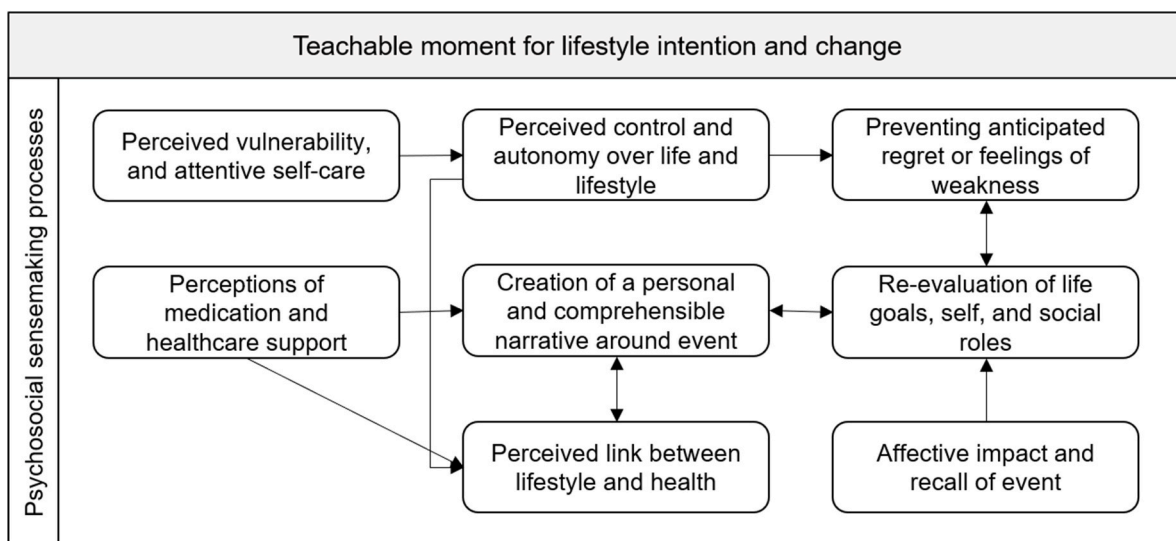 Teachable moment for lifestyle intention and change
Psychosocial sensemaking processes
Perceived vulnerability,
and attentive self-care
Perceived control and
autonomy over life and
lifestyle
Preventing anticipated
regret or feelings of
weakness
Perceptions of
medication and
healthcare support
Creation of a personal
and comprehensible
narrative around event
Re-evaluation of life
goals, self, and social
roles
Perceived link between
lifestyle and health
Affective impact and
recall of event